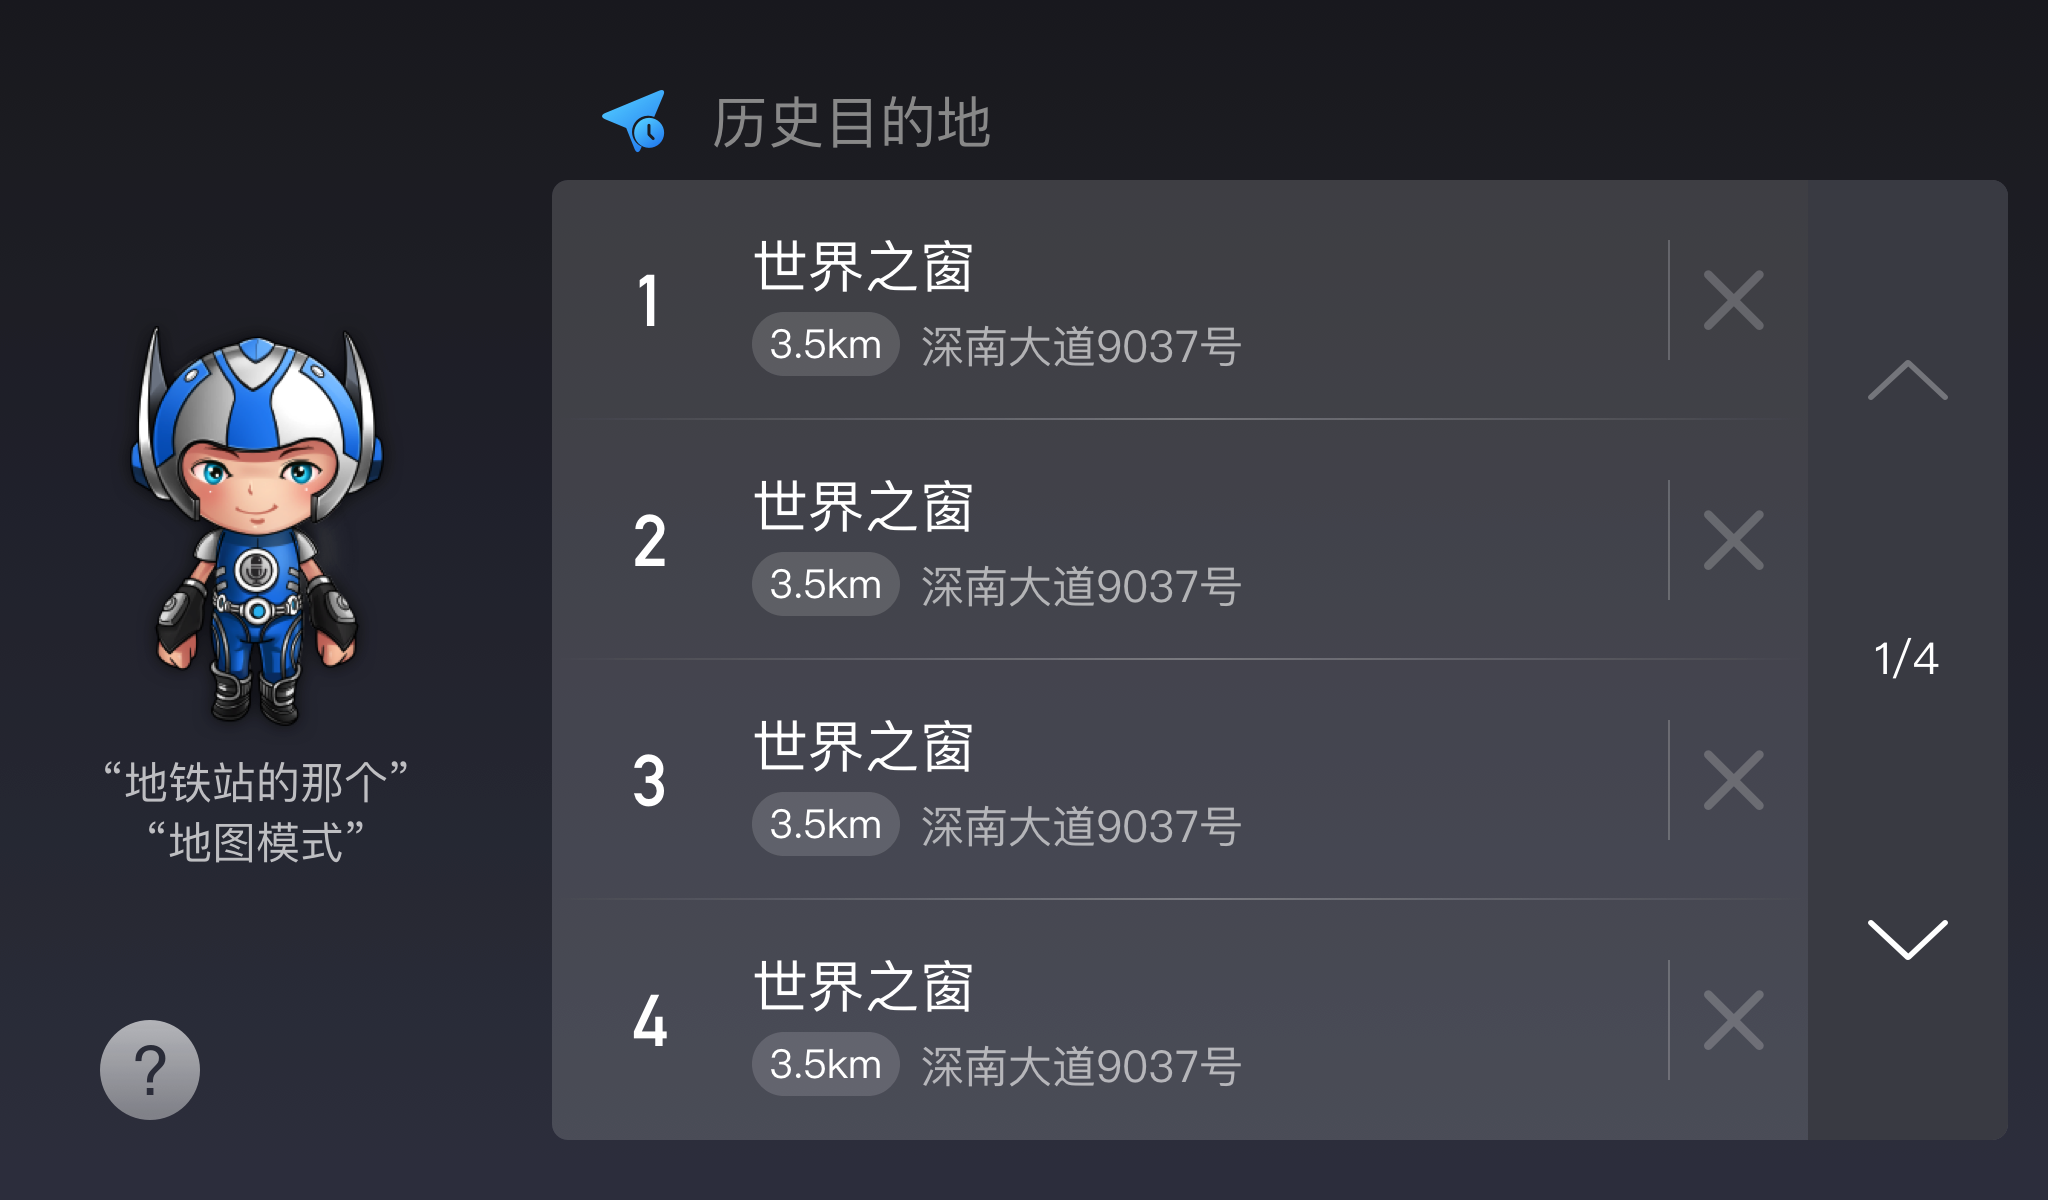 历史目的地
1
世界之窗
3.5km 深南大道9037号
2
世界之窗
3.5km 深南大道9037号
3
世界之窗
3.5km 深南大道9037号
4
世界之窗
3.5km 深南大道9037号
1/4
“地铁站的那个”
“地图模式”
?